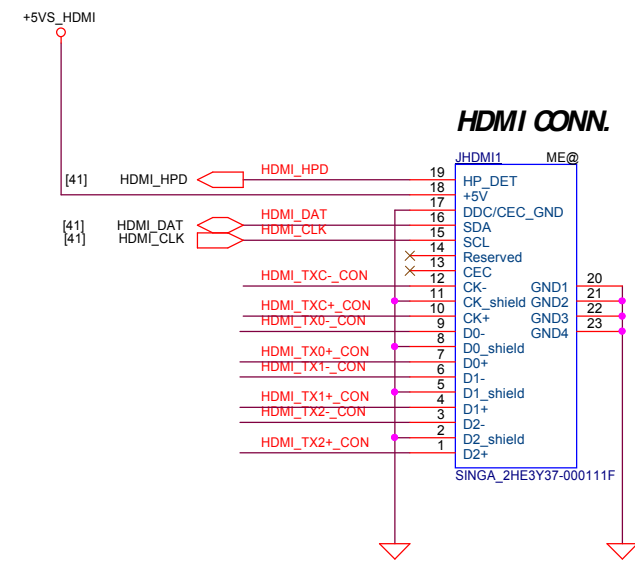 +5VS_HDMI
HDMI CONN.
JHDMI1 ME@
[41] HDMI_HPD HDMI_HPD 19 HP_DET
18 +5V
17 DDC/CEC_GND
[41] HDMI_DAT HDMI_DAT 16 SDA
[41] HDMI_CLK HDMI_CLK 15 SCL
14 Reserved
13 CEC
HDMI_TXC-_CON 12 CK- GND1 20
11 CK_shield GND2 21
HDMI_TXC+_CON 10 CK+ GND3 22
HDMI_TX0-_CON 9 D0- GND4 23
8 D0_shield
HDMI_TX0+_CON 7 D0+
HDMI_TX1-_CON 6 D1-
5 D1_shield
HDMI_TX1+_CON 4 D1+
HDMI_TX2-_CON 3 D2-
2 D2_shield
HDMI_TX2+_CON 1 D2+
SINGA_2HE3Y37-000111F